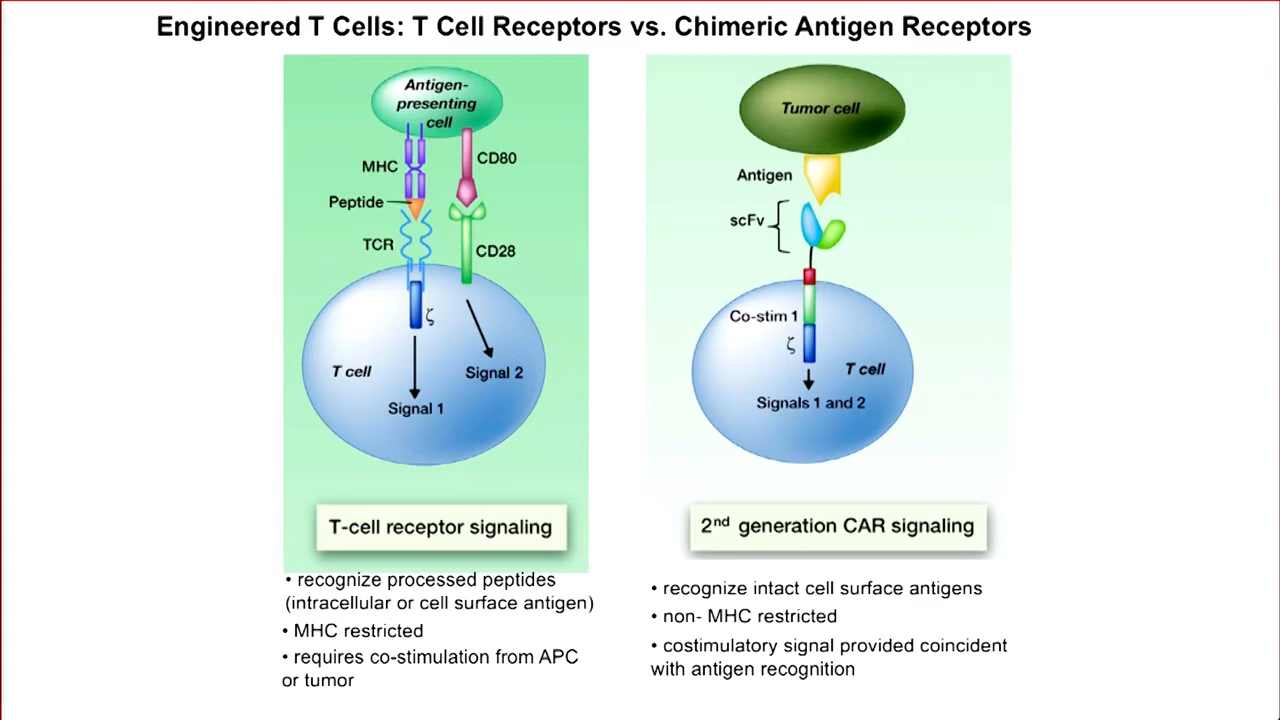 Engineered T Cells: T Cell Receptors vs. Chimeric Antigen Receptors
Antigen-
presenting
cell
MHC
CD80
Peptide
TCR
CD28
ζ
T cell
Signal 2
Signal 1
T-cell receptor signaling
• recognize processed peptides
(intracellular or cell surface antigen)
• MHC restricted
• requires co-stimulation from APC
or tumor
Tumor cell
Antigen
scFv
Co-stim 1
ζ
T cell
Signals 1 and 2
2nd generation CAR signaling
• recognize intact cell surface antigens
• non- MHC restricted
• costimulatory signal provided coincident
with antigen recognition